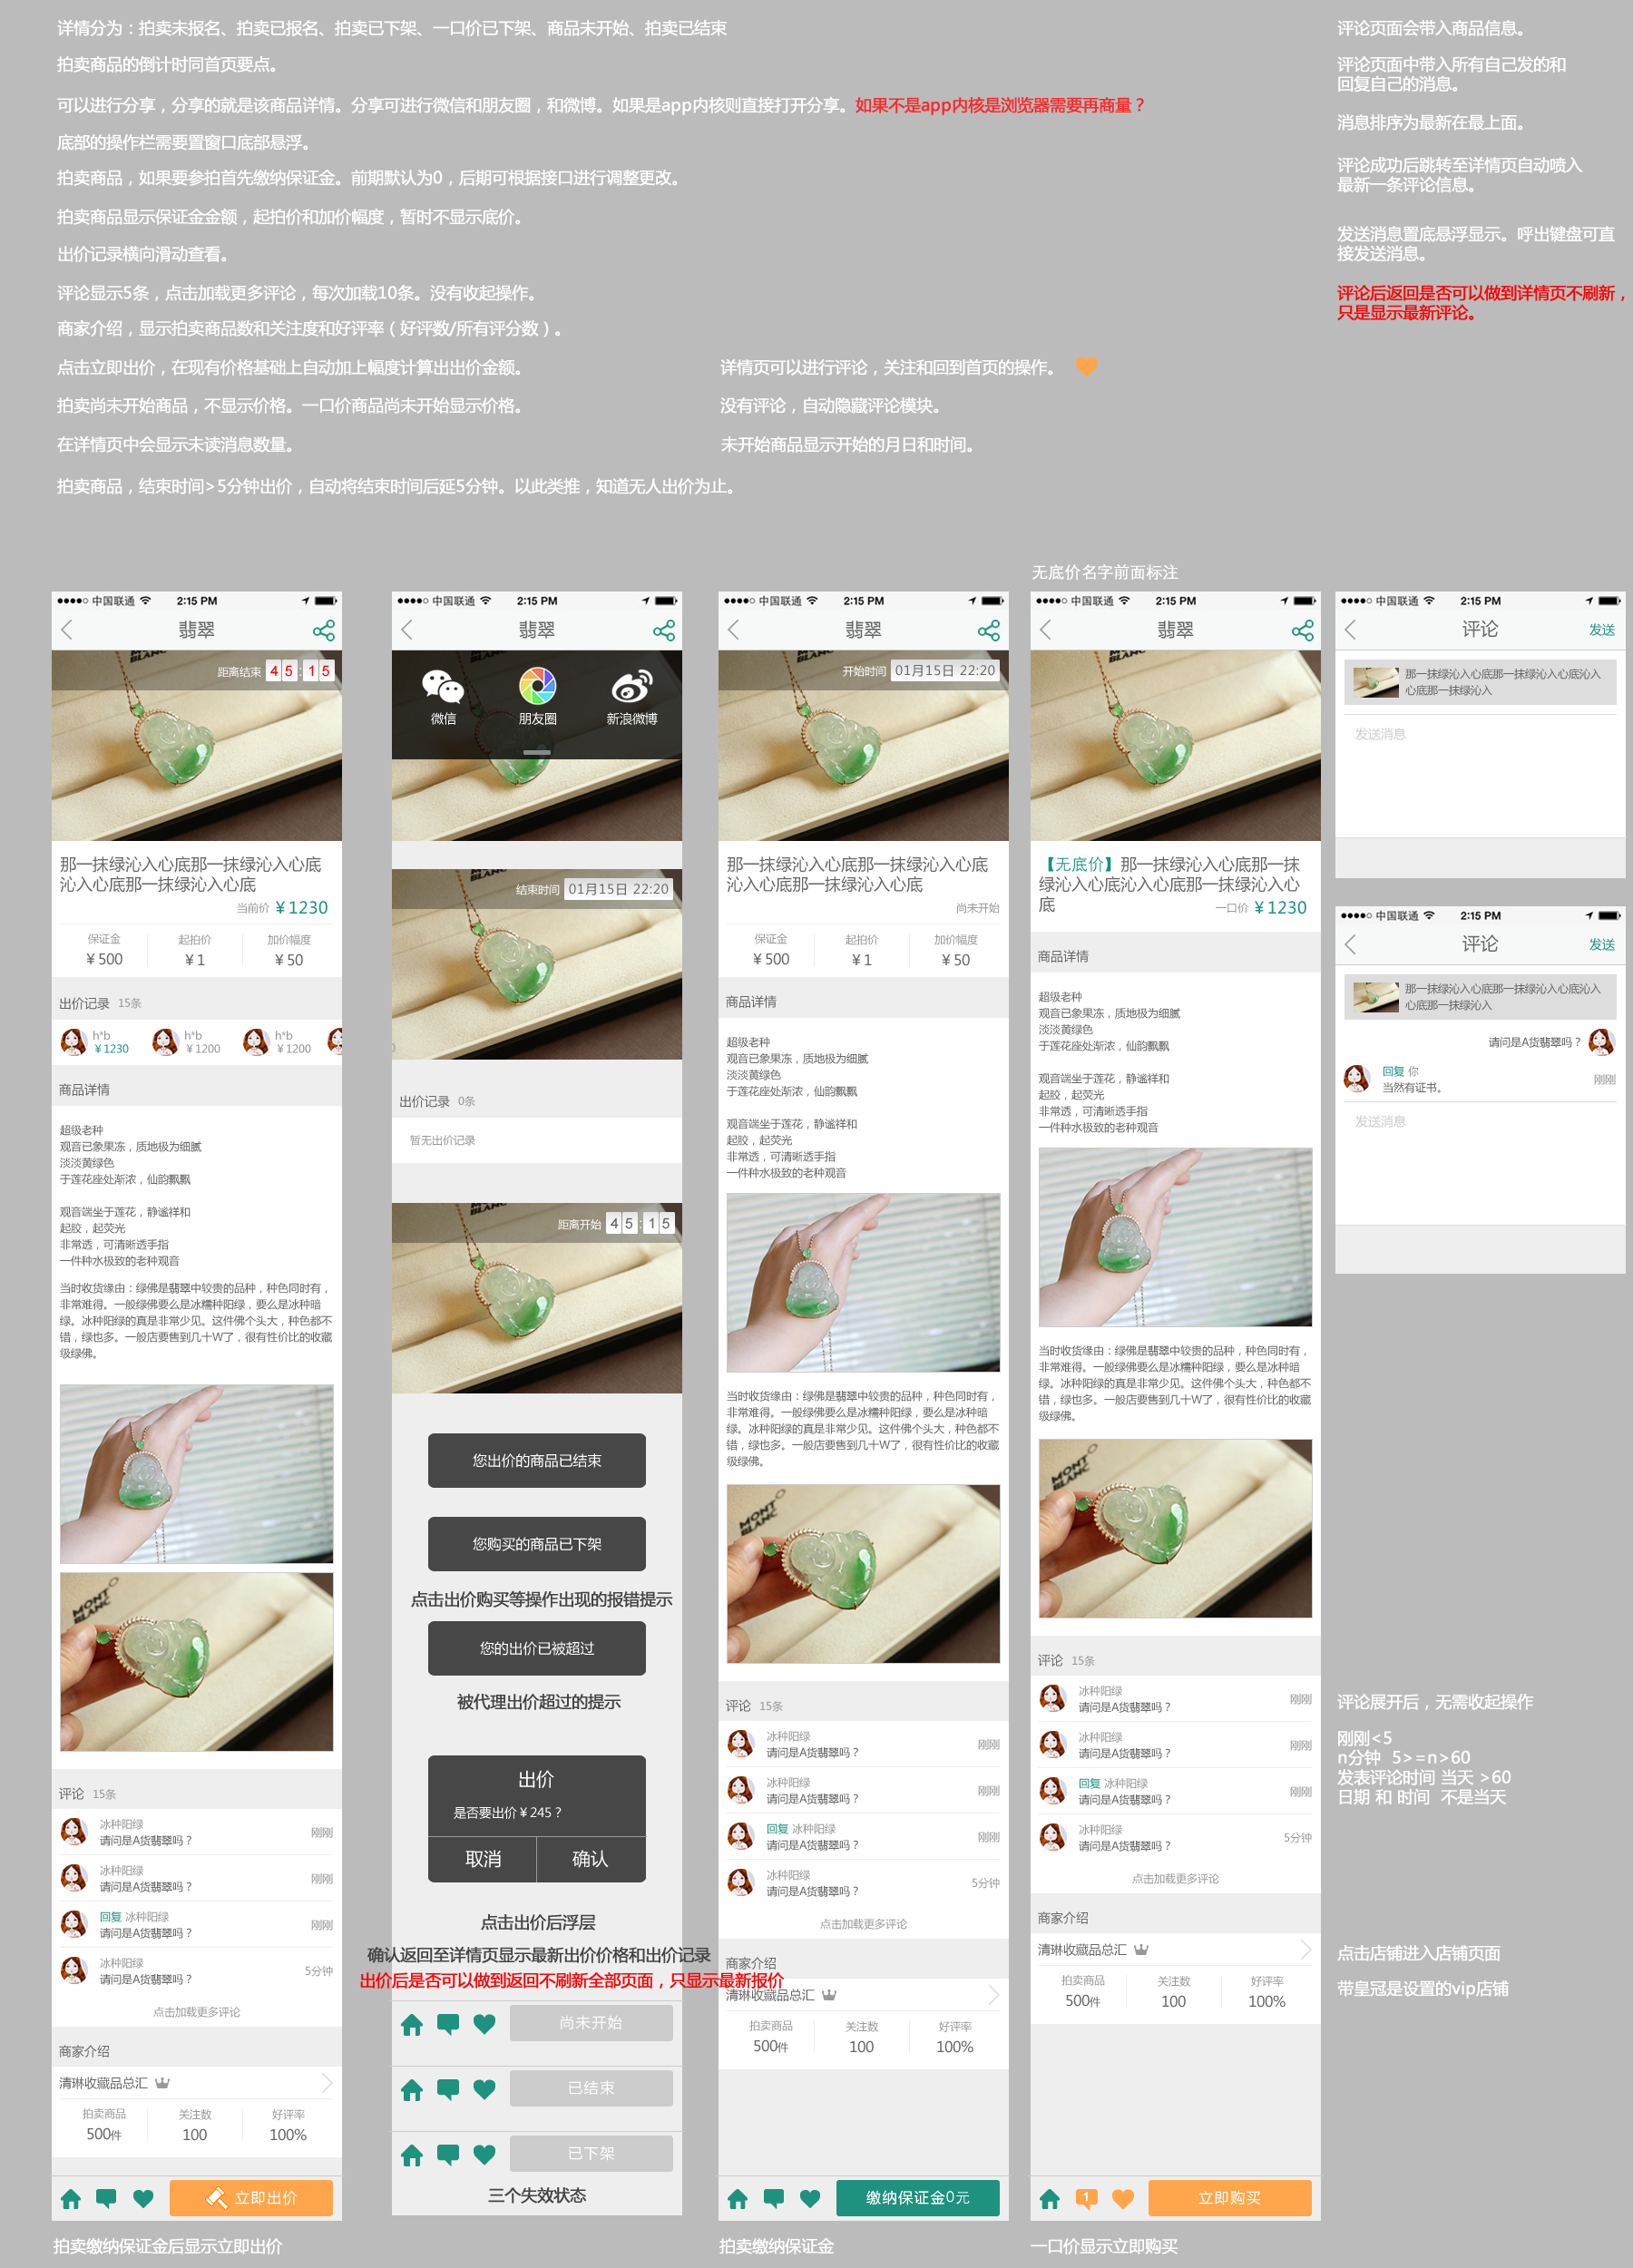 详情分为：拍卖未报名、拍卖已报名、拍卖已下架、一口价已下架、商品未开始、拍卖已结束
拍卖商品的倒计时同首页要点。
可以进行分享，分享的就是该商品详情。分享可进行微信和朋友圈，和微博。如果是app内核则直接打开分享。如果不是app内核是浏览器需要再商量？
底部的操作栏需要置窗口底部悬浮。
拍卖商品，如果要参拍首先缴纳保证金。前期默认为0，后期可根据接口进行调整更改。
拍卖商品显示保证金金额，起拍价和加价幅度，暂时不显示底价。
出价记录横向滑动查看。
评论显示5条，点击加载更多评论，每次加载10条。没有收起操作。
商家介绍，显示拍卖商品数和关注度和好评率（好评数/所有评分数）。
点击立即出价，在现有价格基础上自动加上幅度计算出出价金额。
拍卖尚未开始商品，不显示价格。一口价商品尚未开始显示价格。
在详情页中会显示未读消息数量。
拍卖商品，结束时间>5分钟出价，自动将结束时间后延5分钟。以此类推，知道无人出价为止。
详情页可以进行评论，关注和回到首页的操作。
没有评论，自动隐藏评论模块。
未开始商品显示开始的月日和时间。
评论页面会带入商品信息。
评论页面中带入所有自己发的和
回复自己的消息。
消息排序为最新在最上面。
评论成功后跳转至详情页自动喷入
最新一条评论信息。
发送消息置底悬浮显示。呼出键盘可直
接发送消息。
评论后返回是否可以做到详情页不刷新，
只是显示最新评论。
中国联通 2:15 PM
翡翠
距离结束 45:15
那一抹绿沁入心底那一抹绿沁入心底
沁入心底那一抹绿沁入心底
当前价 ￥1230
保证金 起拍价 加价幅度
￥500 ￥1 ￥50
出价记录 15条
h*b h*b h*b
￥1230 ￥1200 ￥1200
商品详情
超级老种
观音已象果冻，质地极为细腻
淡淡黄绿色
于莲花座处渐浓，仙韵飘飘
观音端坐于莲花，静谧祥和
起胶，起荧光
非常透，可清晰透手指
一件种水极致的老种观音
当时收货缘由：绿佛是翡翠中较贵的品种，种色同时有，
非常难得。一般绿佛要么是冰糯种阳绿，要么是冰种暗
绿。冰种阳绿的真是非常少见。这件佛个头大，种色都不
错，绿也多。一般店要售到几十W了，很有性价比的收藏
级绿佛。
MONT
BLANC
评论 15条
冰种阳绿
请问是A货翡翠吗？ 刚刚
冰种阳绿
请问是A货翡翠吗？ 刚刚
回复 冰种阳绿
请问是A货翡翠吗？ 刚刚
冰种阳绿
请问是A货翡翠吗？ 5分钟
点击加载更多评论
商家介绍
清琳收藏品总汇
拍卖商品 关注数 好评率
500件 100 100%
立即出价
拍卖缴纳保证金后显示立即出价
中国联通 2:15 PM
翡翠
微信 朋友圈 新浪微博
结束时间 01月15日 22:20
出价记录 0条
暂无出价记录
距离开始 45:15
您出价的商品已结束
您购买的商品已下架
点击出价购买等操作出现的报错提示
您的出价已被超过
被代理出价超过的提示
出价
是否要出价￥245？
取消 确认
点击出价后浮层
确认返回至详情页显示最新出价价格和出价记录
出价后是否可以做到返回不刷新全部页面，只显示最新报价
尚未开始
已结束
已下架
三个失效状态
中国联通 2:15 PM
翡翠
开始时间 01月15日 22:20
那一抹绿沁入心底那一抹绿沁入心底
沁入心底那一抹绿沁入心底
尚未开始
保证金 起拍价 加价幅度
￥500 ￥1 ￥50
商品详情
超级老种
观音已象果冻，质地极为细腻
淡淡黄绿色
于莲花座处渐浓，仙韵飘飘
观音端坐于莲花，静谧祥和
起胶，起荧光
非常透，可清晰透手指
一件种水极致的老种观音
当时收货缘由：绿佛是翡翠中较贵的品种，种色同时有，
非常难得。一般绿佛要么是冰糯种阳绿，要么是冰种暗
绿。冰种阳绿的真是非常少见。这件佛个头大，种色都不
错，绿也多。一般店要售到几十W了，很有性价比的收藏
级绿佛。
MONT
BLANC
评论 15条
冰种阳绿
请问是A货翡翠吗？ 刚刚
冰种阳绿
请问是A货翡翠吗？ 刚刚
回复 冰种阳绿
请问是A货翡翠吗？ 刚刚
冰种阳绿
请问是A货翡翠吗？ 5分钟
点击加载更多评论
商家介绍
清琳收藏品总汇
拍卖商品 关注数 好评率
500件 100 100%
缴纳保证金0元
拍卖缴纳保证金
无底价名字前面标注
中国联通 2:15 PM
翡翠
【无底价】那一抹绿沁入心底那一抹
绿沁入心底沁入心底那一抹绿沁入心
底 一口价 ￥1230
商品详情
超级老种
观音已象果冻，质地极为细腻
淡淡黄绿色
于莲花座处渐浓，仙韵飘飘
观音端坐于莲花，静谧祥和
起胶，起荧光
非常透，可清晰透手指
一件种水极致的老种观音
当时收货缘由：绿佛是翡翠中较贵的品种，种色同时有，
非常难得。一般绿佛要么是冰糯种阳绿，要么是冰种暗
绿。冰种阳绿的真是非常少见。这件佛个头大，种色都不
错，绿也多。一般店要售到几十W了，很有性价比的收藏
级绿佛。
MONT
BLANC
评论 15条
冰种阳绿
请问是A货翡翠吗？ 刚刚
冰种阳绿
请问是A货翡翠吗？ 刚刚
回复 冰种阳绿
请问是A货翡翠吗？ 刚刚
冰种阳绿
请问是A货翡翠吗？ 5分钟
点击加载更多评论
商家介绍
清琳收藏品总汇
拍卖商品 关注数 好评率
500件 100 100%
1 立即购买
一口价显示立即购买
中国联通 2:15 PM
评论 发送
那一抹绿沁入心底那一抹绿沁入心底沁入
心底那一抹绿沁入
发送消息
中国联通 2:15 PM
评论 发送
那一抹绿沁入心底那一抹绿沁入心底沁入
心底那一抹绿沁入
请问是A货翡翠吗？
回复 你
当然有证书。 刚刚
发送消息
评论展开后，无需收起操作
刚刚<5
n分钟 5>=n>60
发表评论时间 当天 >60
日期 和 时间 不是当天
点击店铺进入店铺页面
带皇冠是设置的vip店铺